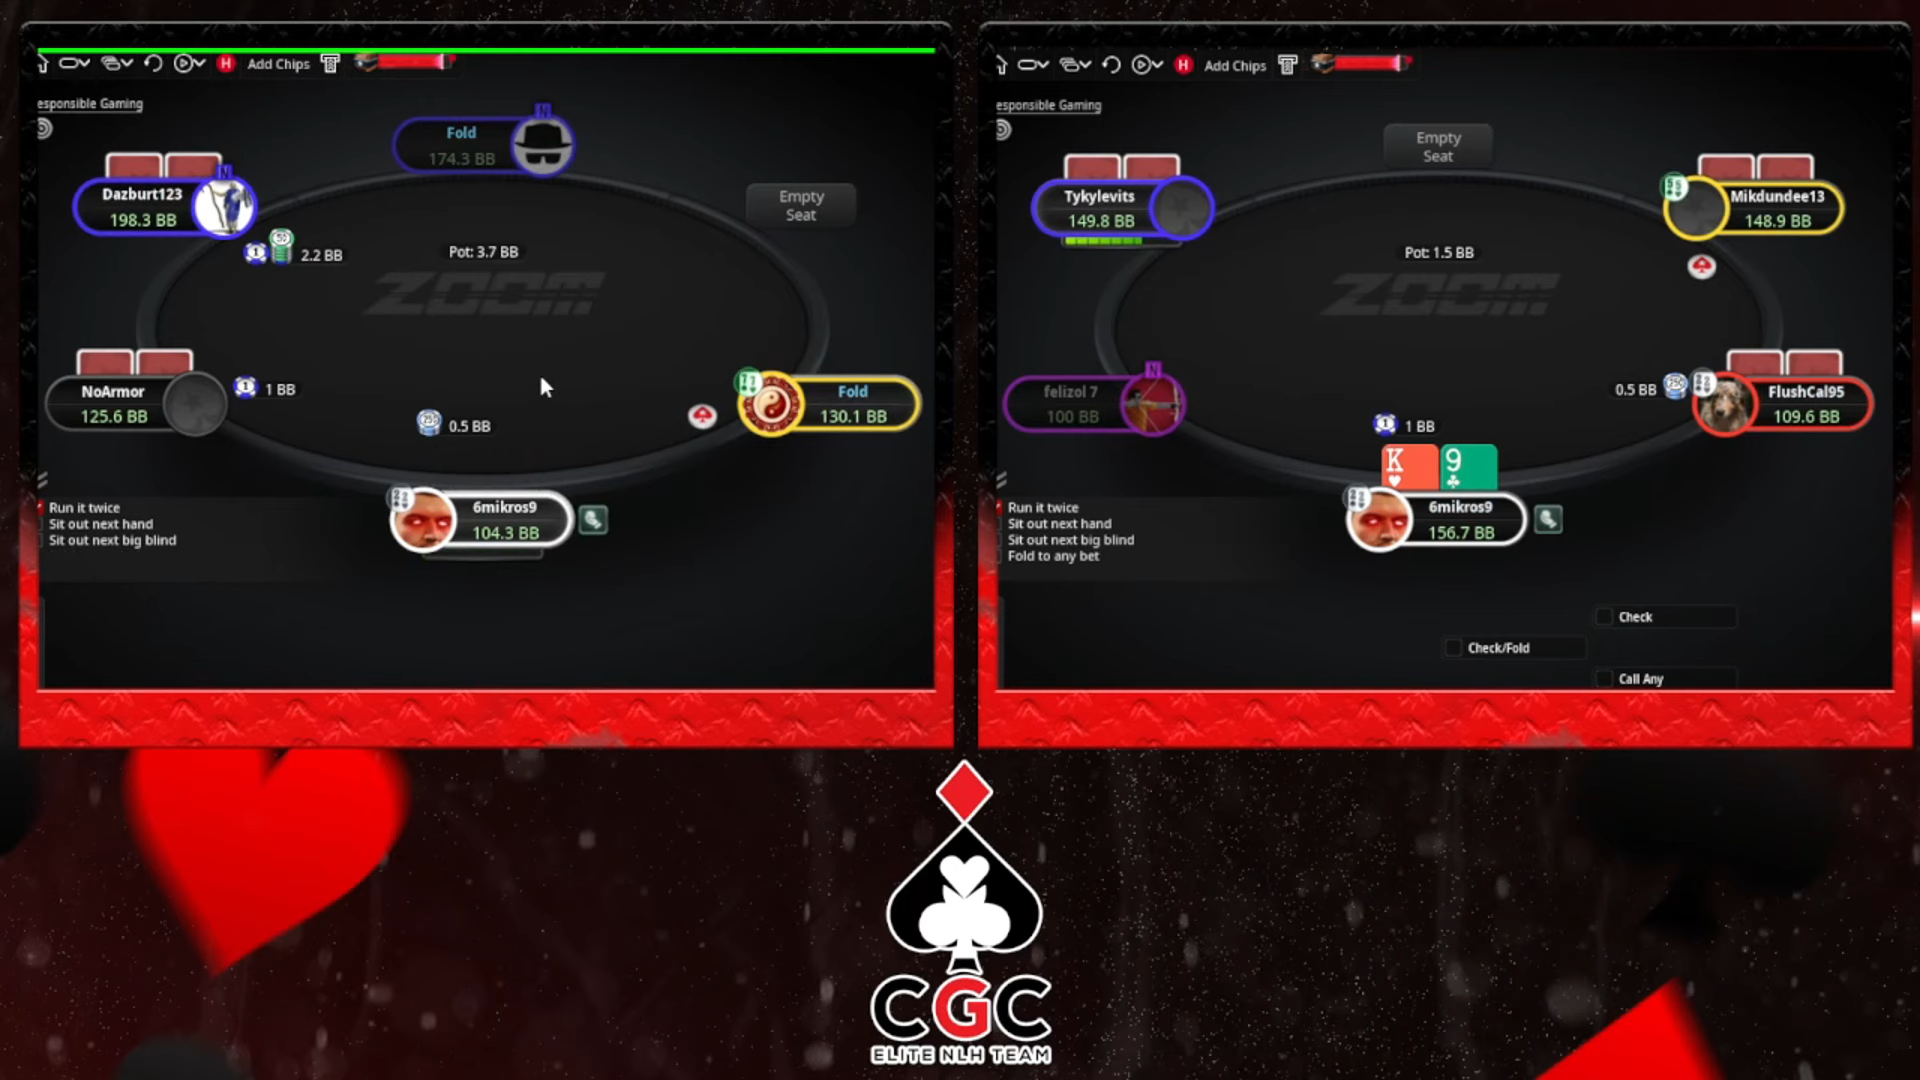 Add Chips
esponsible Gaming
Fold
174.3 BB
Dazburt123
198.3 BB
Empty
Seat
2.2 BB
Pot: 3.7 BB
ZOOM
NoArmor
125.6 BB
1 BB
0.5 BB
Fold
130.1 BB
Run it twice
Sit out next hand
Sit out next big blind
6mikros9
104.3 BB
Add Chips
esponsible Gaming
Empty
Seat
Tykylevits
149.8 BB
Mikdundee13
148.9 BB
Pot: 1.5 BB
ZOOM
felizol 7
100 BB
0.5 BB
FlushCal95
109.6 BB
1 BB
K 9
Run it twice
Sit out next hand
Sit out next big blind
Fold to any bet
6mikros9
156.7 BB
Check
Check/Fold
Call Any
CGC
ELITE NLH TEAM